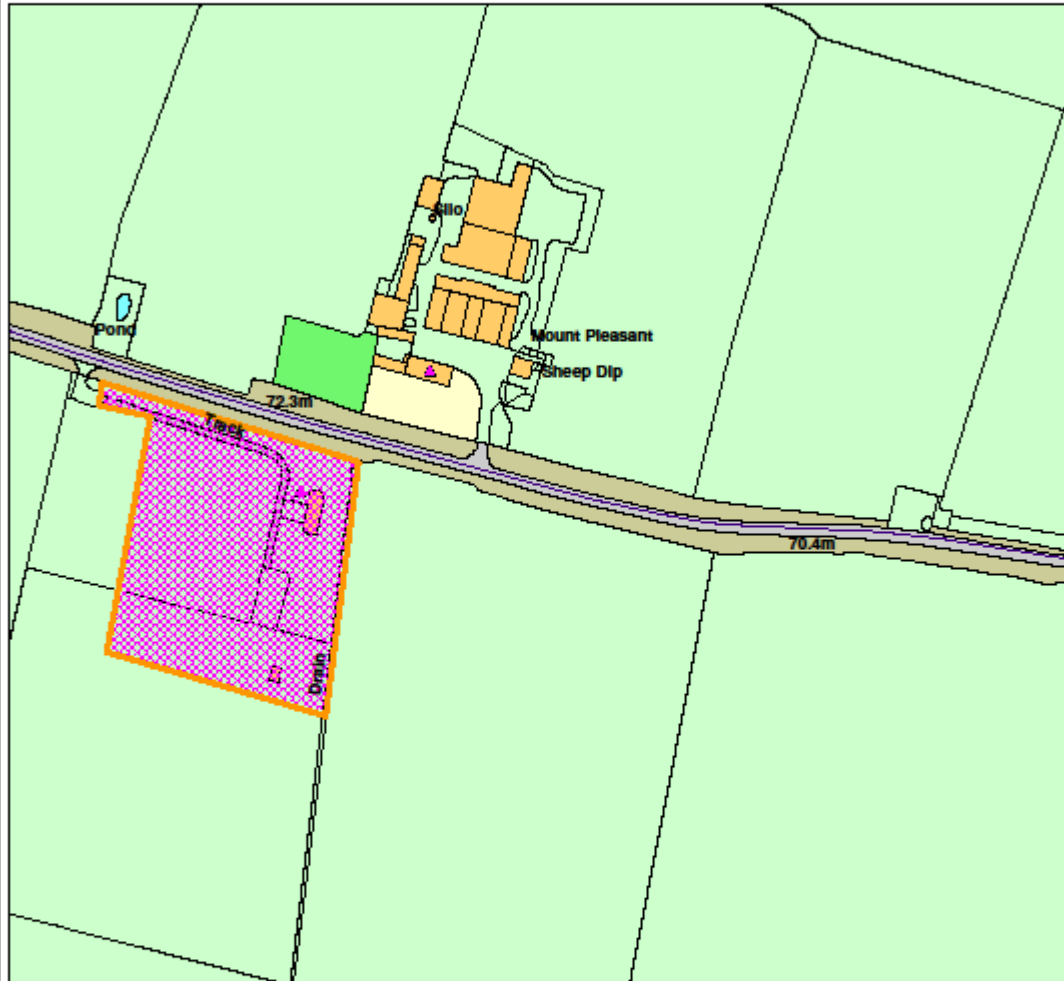 Silo
Pond
Mount Pleasant
Sheep Dip
72.3m
Track
70.4m
Drain